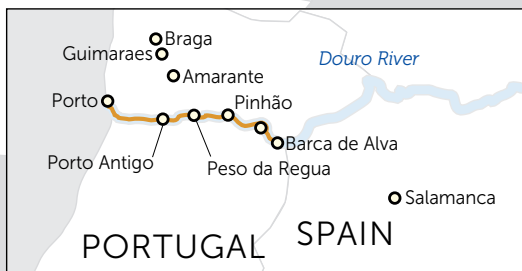 Braga
Guimaraes
Douro River
Amarante
Porto
Pinhão
Porto Antigo
Peso da Regua
Barca de Alva
Salamanca
PORTUGAL
SPAIN